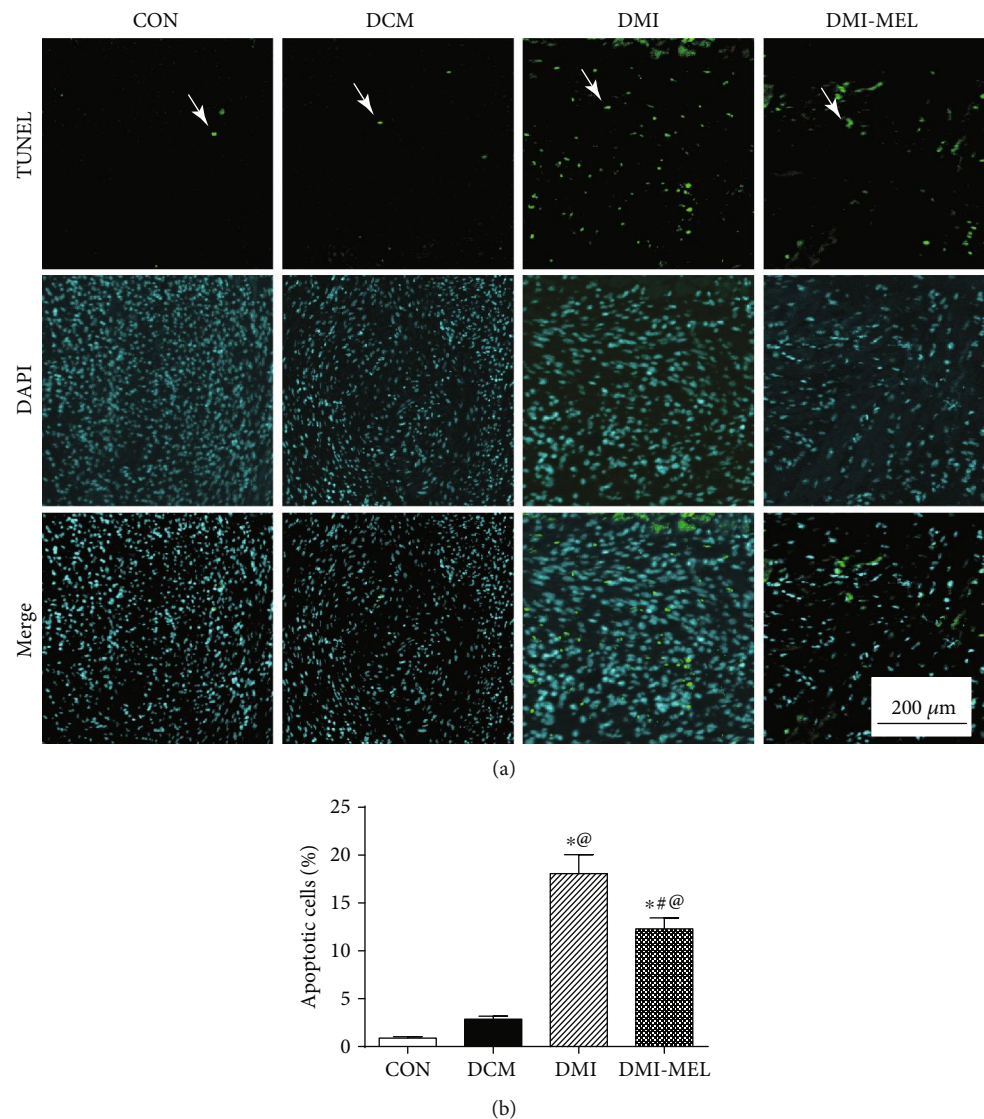 CON DCM DMI DMI-MEL
TUNEL
DAPI
Merge
200 μm
(a)
Apoptotic cells (%)
25
20
15
10
5
0
*@
*#@
CON DCM DMI DMI-MEL
(b)